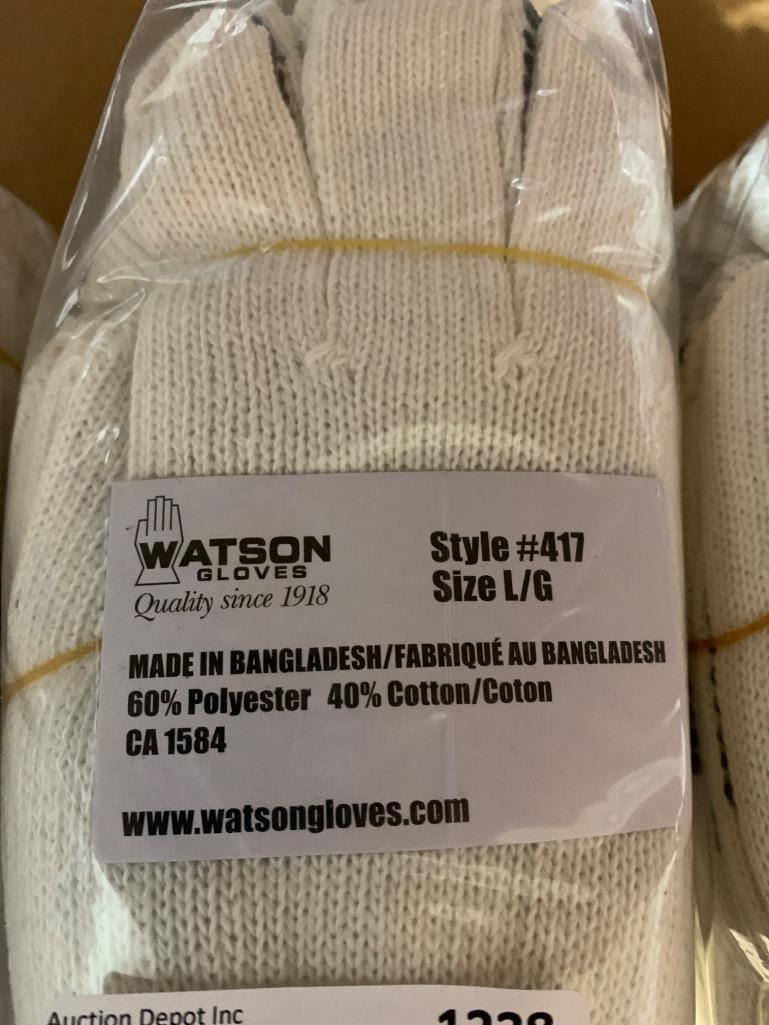 WATSON
GLOVES
Quality since 1918
Style #417
Size L/G
MADE IN BANGLADESH/FABRIQUÉ AU BANGLADESH
60% Polyester 40% Cotton/Coton
CA 1584
www.watsongloves.com
Auction Depot Inc